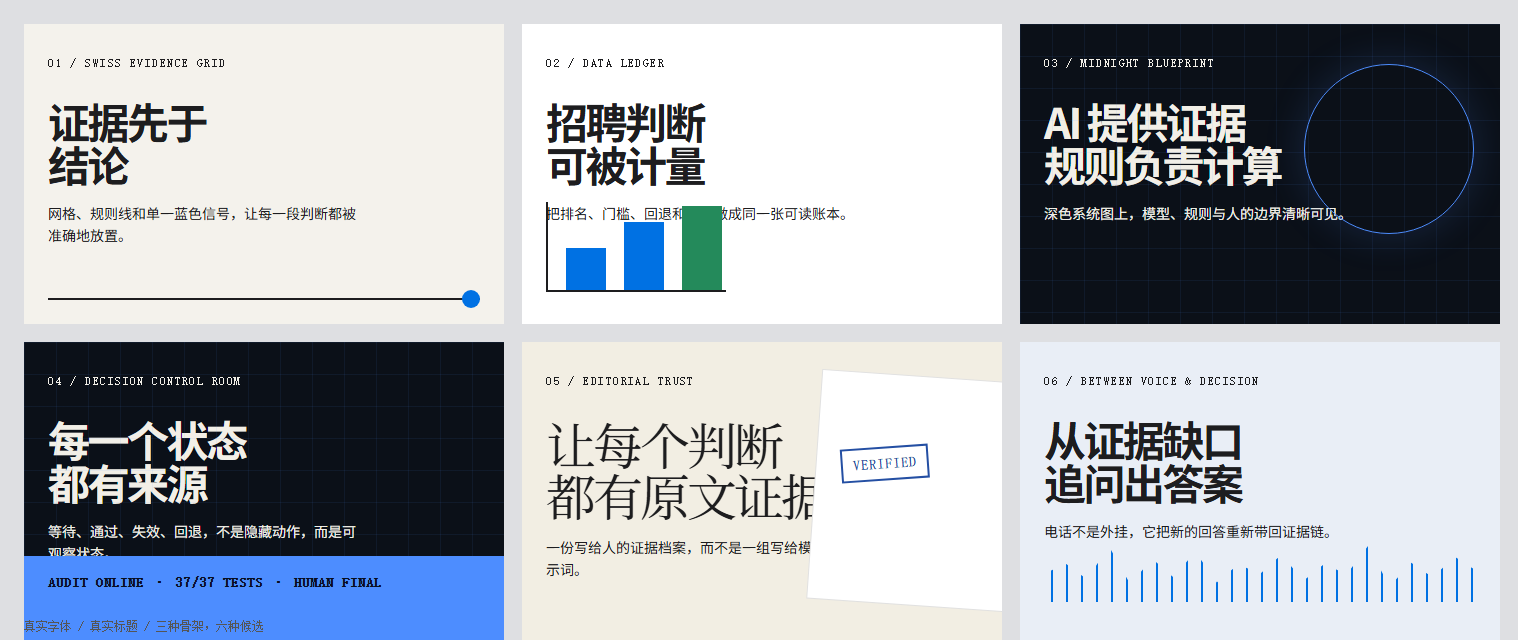 01 / SWISS EVIDENCE GRID
证据先于
结论
网格、规则线和单一蓝色信号，让每一段判断都被
准确地放置。
02 / DATA LEDGER
招聘判断
可被计量
把排名、门槛、回退和 做成同一张可读账本。
03 / MIDNIGHT BLUEPRINT
AI 提供证据
规则负责计算
深色系统图上，模型、规则与人的边界清晰可见。
04 / DECISION CONTROL ROOM
每一个状态
都有来源
等待、通过、失效、回退，不是隐藏动作，而是可
观察状态。
AUDIT ONLINE · 37/37 TESTS · HUMAN FINAL
真实字体 / 真实标题 / 三种骨架，六种候选
05 / EDITORIAL TRUST
让每个判断
都有原文证据
VERIFIED
一份写给人的证据档案，而不是一组写给模
示词。
06 / BETWEEN VOICE & DECISION
从证据缺口
追问出答案
电话不是外挂，它把新的回答重新带回证据链。